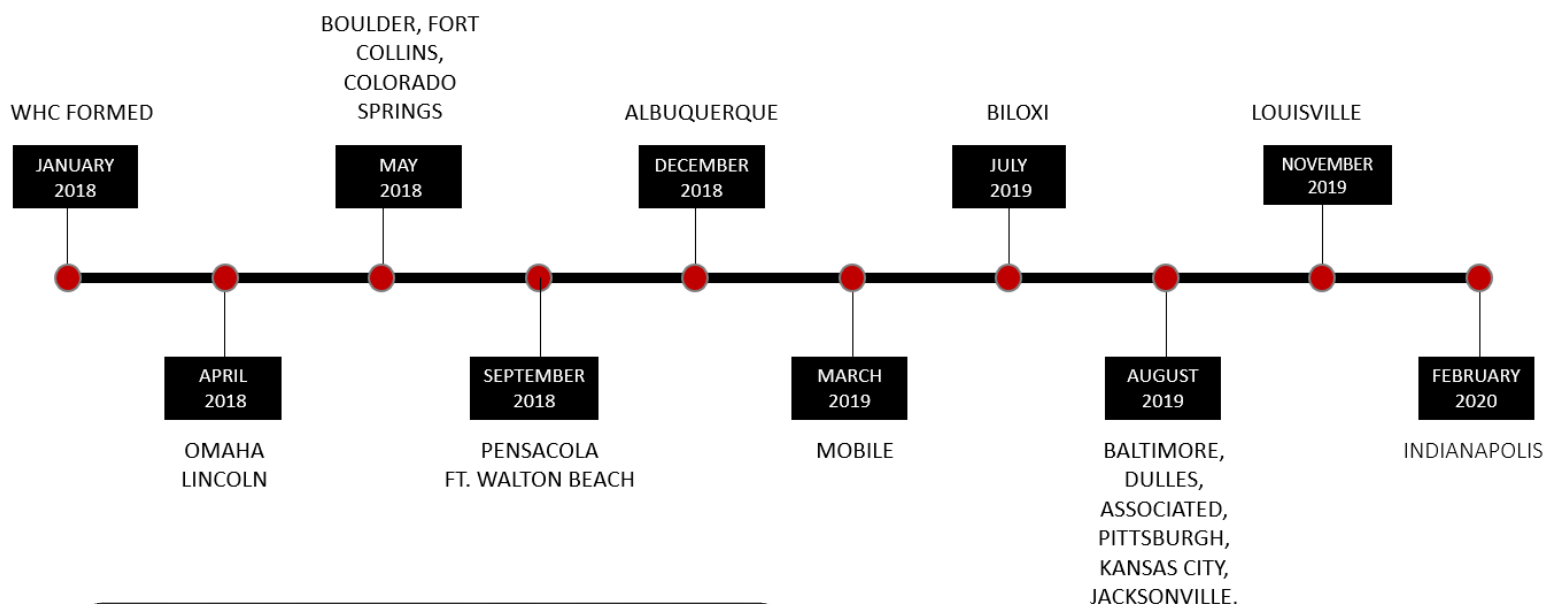 BOULDER, FORT
COLLINS,
COLORADO
SPRINGS
WHC FORMED
ALBUQUERQUE
BILOXI
LOUISVILLE
JANUARY
2018
MAY
2018
DECEMBER
2018
JULY
2019
NOVEMBER
2019
APRIL
2018
SEPTEMBER
2018
MARCH
2019
AUGUST
2019
FEBRUARY
2020
OMAHA
LINCOLN
PENSACOLA
FT. WALTON BEACH
MOBILE
BALTIMORE,
DULLES,
ASSOCIATED,
PITTSBURGH,
KANSAS CITY,
JACKSONVILLE,
INDIANAPOLIS